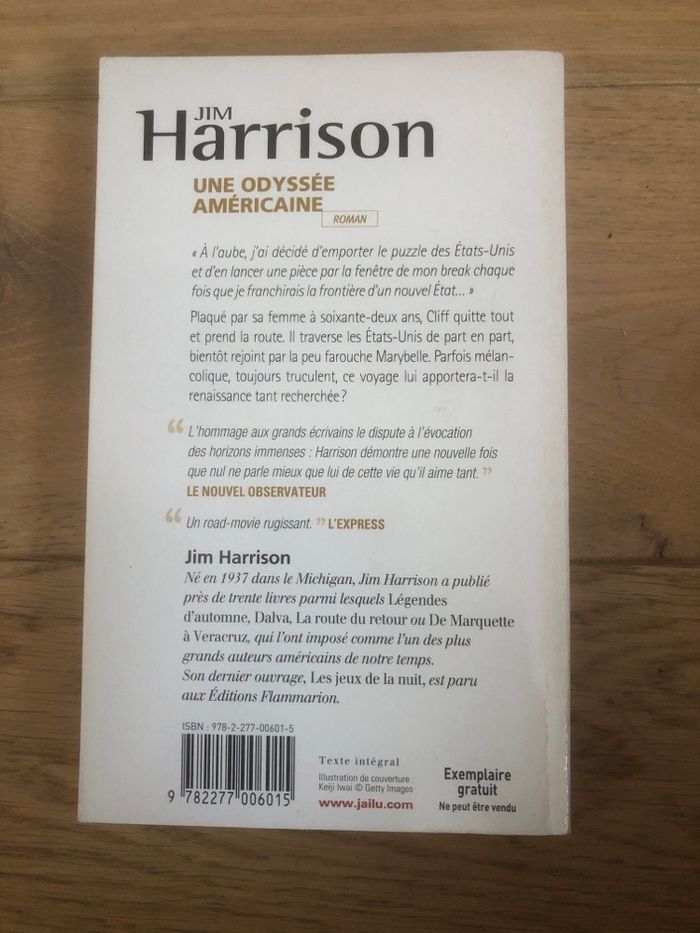 JIM
Harrison
UNE ODYSSÉE
AMÉRICAINE
ROMAN
« À l'aube, j'ai décidé d'emporter le puzzle des États-Unis
et d'en lancer une pièce par la fenêtre de mon break chaque
fois que je franchirais la frontière d'un nouvel État... »
Plaqué par sa femme à soixante-deux ans, Cliff quitte tout
et prend la route. Il traverse les États-Unis de part en part,
bientôt rejoint par la peu farouche Marybelle. Parfois mélan-
colique, toujours truculent, ce voyage lui apportera-t-il la
renaissance tant recherchée ?
“ L'hommage aux grands écrivains le dispute à l'évocation
des horizons immenses : Harrison démontre une nouvelle fois
que nul ne parle mieux que lui de cette vie qu'il aime tant. ”
LE NOUVEL OBSERVATEUR
“ Un road-movie rugissant. ” L'EXPRESS
Jim Harrison
Né en 1937 dans le Michigan, Jim Harrison a publié
près de trente livres parmi lesquels Légendes
d'automne, Dalva, La route du retour ou De Marquette
à Veracruz, qui l'ont imposé comme l'un des plus
grands auteurs américains de notre temps.
Son dernier ouvrage, Les jeux de la nuit, est paru
aux Éditions Flammarion.
ISBN : 978-2-277-00601-5
9 782277 006015
Texte intégral
Illustration de couverture :
Keiji Iwai © Getty Images
www.jailu.com
Exemplaire
gratuit
Ne peut être vendu